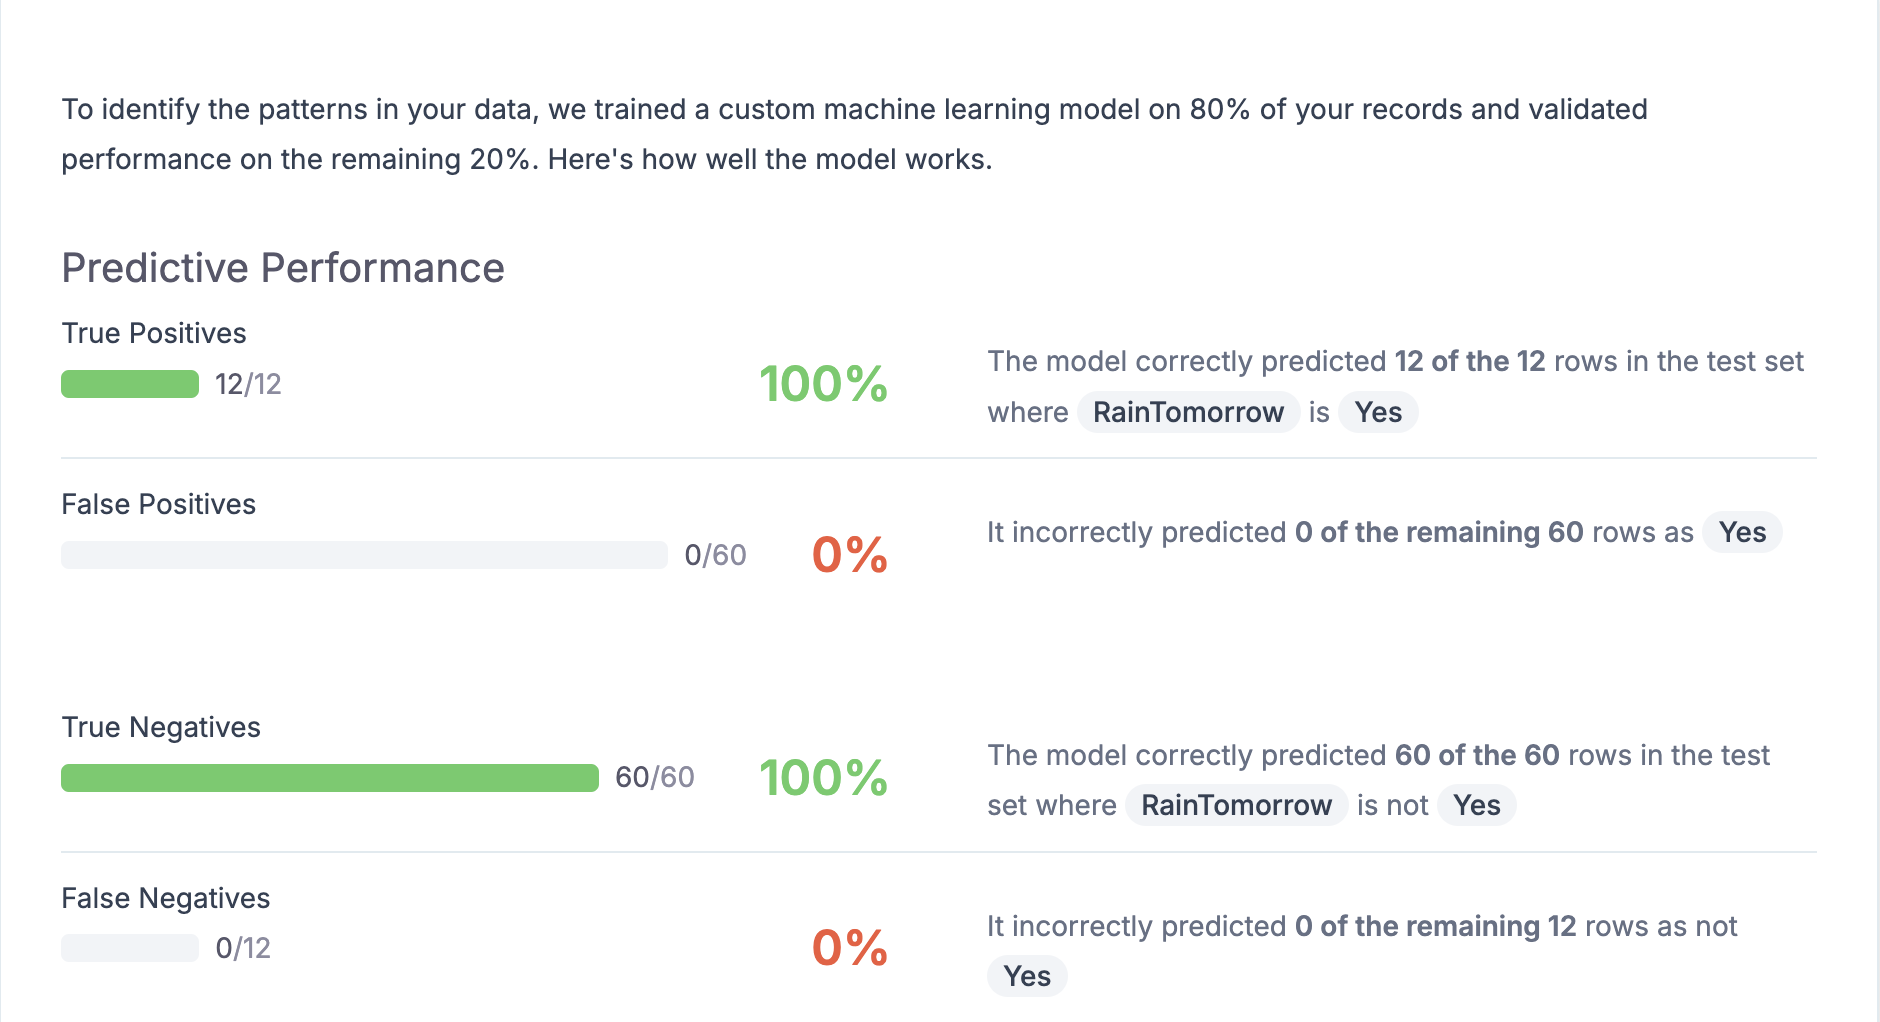 To identify the patterns in your data, we trained a custom machine learning model on 80% of your records and validated
performance on the remaining 20%. Here's how well the model works.
Predictive Performance
True Positives
12/12
100%
The model correctly predicted 12 of the 12 rows in the test set
where RainTomorrow is Yes
False Positives
0/60
0%
It incorrectly predicted 0 of the remaining 60 rows as Yes
True Negatives
60/60
100%
The model correctly predicted 60 of the 60 rows in the test
set where RainTomorrow is not Yes
False Negatives
0/12
0%
It incorrectly predicted 0 of the remaining 12 rows as not
Yes